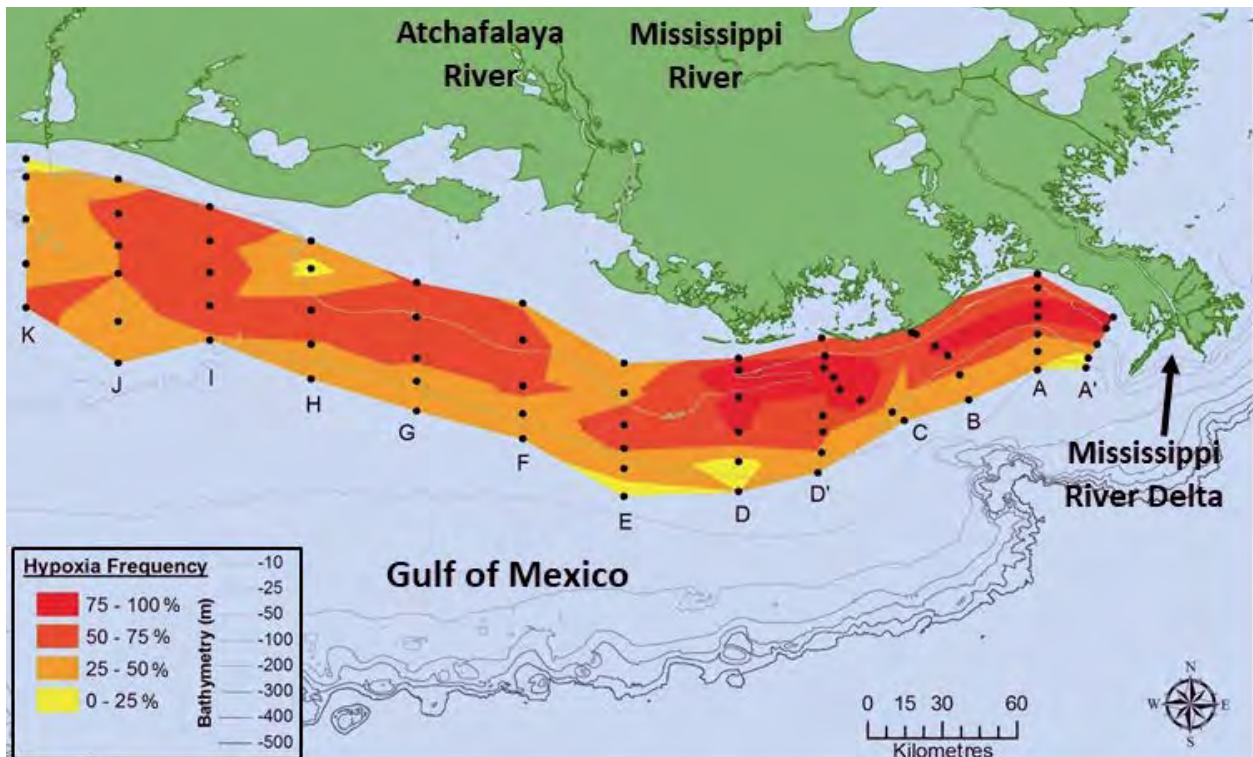 Atchafalaya
River
Mississippi
River
K
J
I
H
G
F
E
D
D'
C
B
A
A'
Mississippi
River Delta
Gulf of Mexico
Hypoxia Frequency
75 - 100 %
50 - 75 %
25 - 50 %
0 - 25 %
Bathymetry (m)
-10
-25
-50
-100
-200
-300
-400
-500
0 15 30 60
Kilometres
N
W E
S